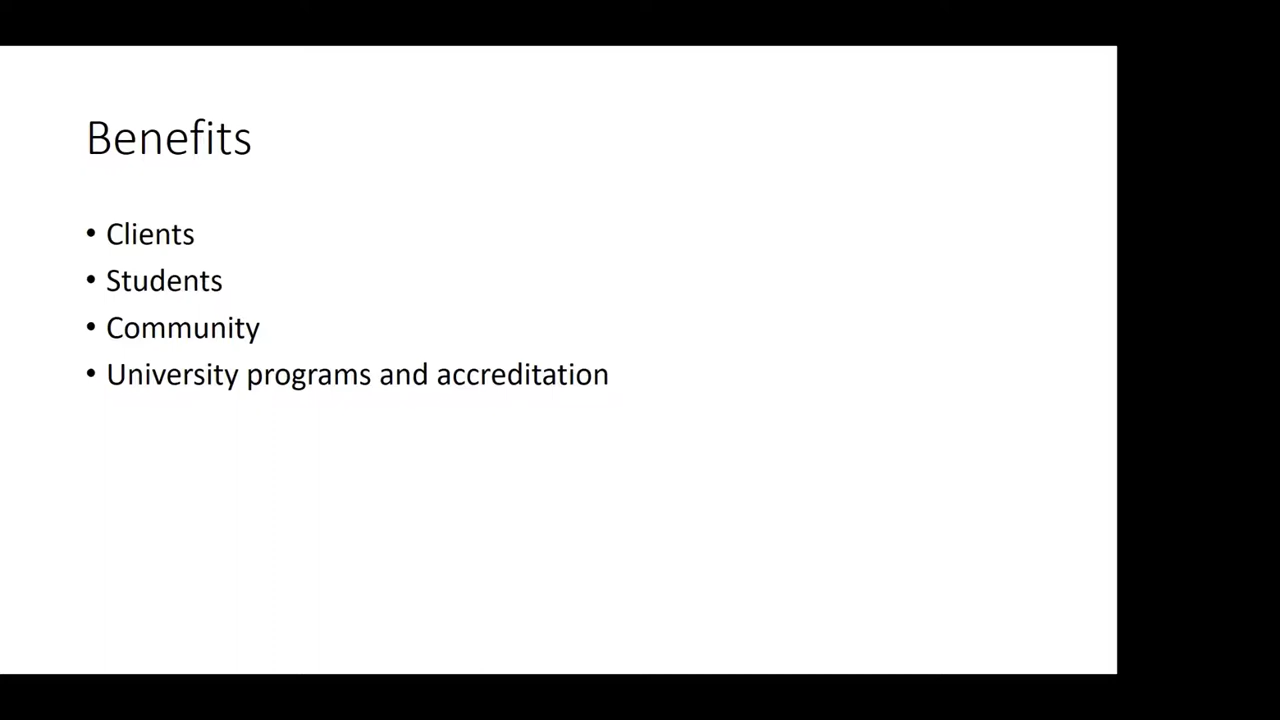 Benefits
• Clients
• Students
• Community
• University programs and accreditation